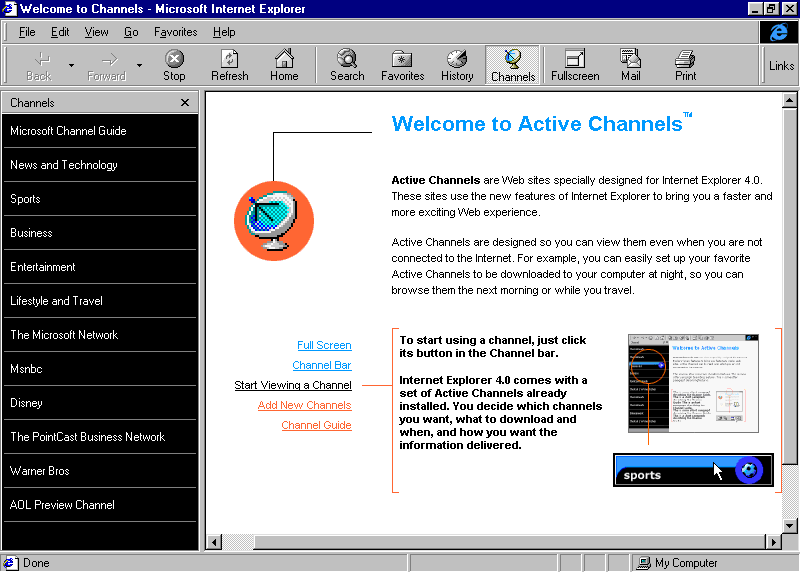 Welcome to Channels - Microsoft Internet Explorer
File Edit View Go Favorites Help
Back Forward Stop Refresh Home Search Favorites History Channels Fullscreen Mail Print Links
Channels
Microsoft Channel Guide
News and Technology
Sports
Business
Entertainment
Lifestyle and Travel
The Microsoft Network
Msnbc
Disney
The PointCast Business Network
Warner Bros
AOL Preview Channel
Welcome to Active Channels™
Active Channels are Web sites specially designed for Internet Explorer 4.0.
These sites use the new features of Internet Explorer to bring you a faster and
more exciting Web experience.
Active Channels are designed so you can view them even when you are not
connected to the Internet. For example, you can easily set up your favorite
Active Channels to be downloaded to your computer at night, so you can
browse them the next morning or while you travel.
Full Screen
Channel Bar
Start Viewing a Channel
Add New Channels
Channel Guide
To start using a channel, just click
its button in the Channel bar.
Internet Explorer 4.0 comes with a
set of Active Channels already
installed. You decide which channels
you want, what to download and
when, and how you want the
information delivered.
Welcome to Active Channels
sports
Done
My Computer